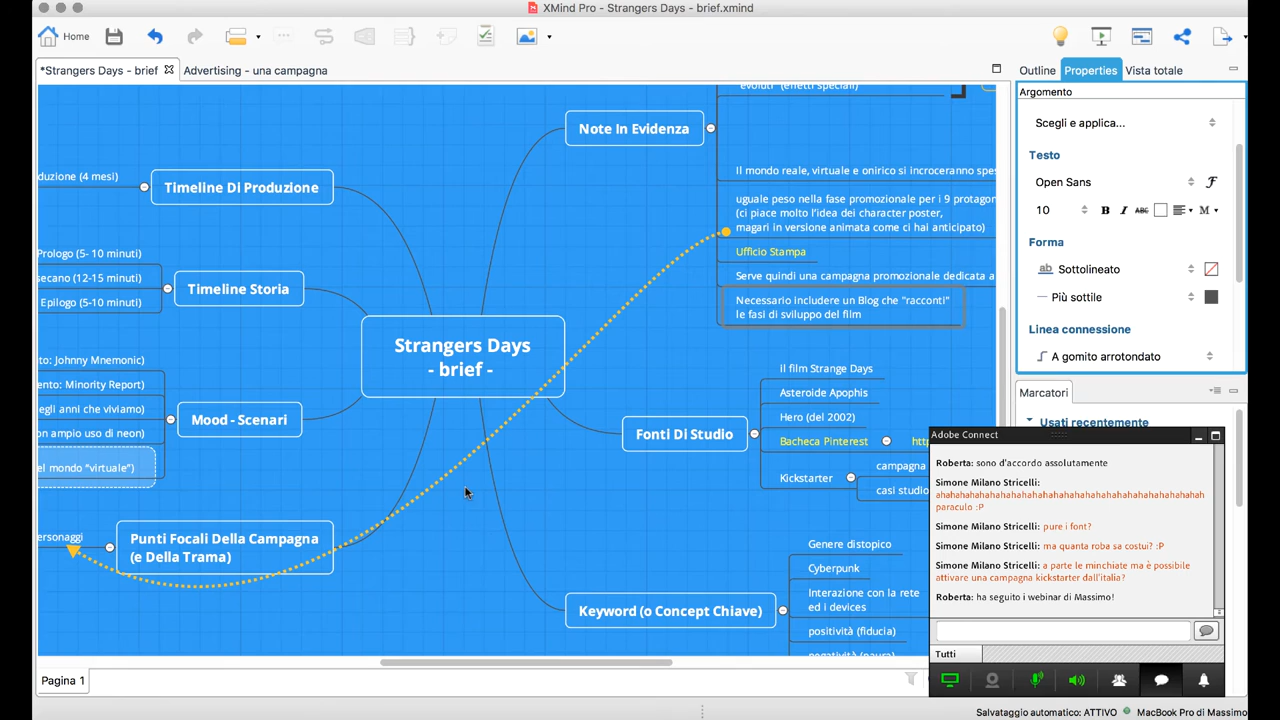 XMind Pro - Strangers Days - brief.xmind
Home
*Strangers Days - brief
Advertising - una campagna
Outline
Properties
Vista totale
Argomento
Scegli e applica...
Testo
Open Sans
10
B I ABC M
Forma
Sottolineato
Più sottile
Linea connessione
A gomito arrotondato
Marcatori
Usati recentemente
evoluti" (effetti speciali)
Note In Evidenza
Il mondo reale, virtuale e onirico si incroceranno
uguale peso nella fase promozionale per i 9
(ci piace molto l'idea dei character poster,
magari in versione animata come ci hai anticipato)
Ufficio Stampa
Serve quindi una campagna promozionale dedicata a
Necessario includere un Blog che "racconti"
le fasi di sviluppo del film
duzione (4 mesi)
Timeline Di Produzione
Prologo (5- 10 minuti)
secano (12-15 minuti)
Epilogo (5-10 minuti)
Timeline Storia
Strangers Days
- brief -
to: Johnny Mnemonic)
ento: Minority Report)
egli anni che viviamo)
on ampio uso di neon)
el mondo "virtuale")
Mood - Scenari
Il film Strange Days
Asteroide Apophis
Hero (del 2002)
Fonti Di Studio
Bacheca Pinterest
http
Kickstarter
campagna
casi studio
ersonaggi
Punti Focali Della Campagna
(e Della Trama)
Genere distopico
Cyberpunk
Interazione con la rete
ed i devices
Keyword (o Concept Chiave)
positività (fiducia)
negatività (paura)
Adobe Connect
Roberta: sono d'accordo assolutamente
Simone Milano Stricelli:
ahahahahahahahahahahahahahahahahahahahahahahahahah
paraculo :P
Simone Milano Stricelli: pure i font?
Simone Milano Stricelli: ma quanta roba sa costui? :P
Simone Milano Stricelli: a parte le minchiate ma è possibile
attivare una campagna kickstarter dall'italia?
Roberta: ha seguito i webinar di Massimo!
Tutti
Pagina 1
Salvataggio automatico: ATTIVO
MacBook Pro di Massimo